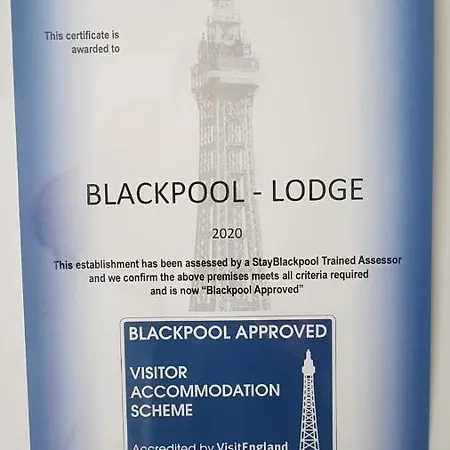 This certificate is
awarded to
BLACKPOOL - LODGE
2020
This establishment has been assessed by a StayBlackpool Trained Assessor
and we confirm the above premises meets all criteria required
and is now “Blackpool Approved”
BLACKPOOL APPROVED
VISITOR
ACCOMMODATION
SCHEME
Accredited by VisitEngland